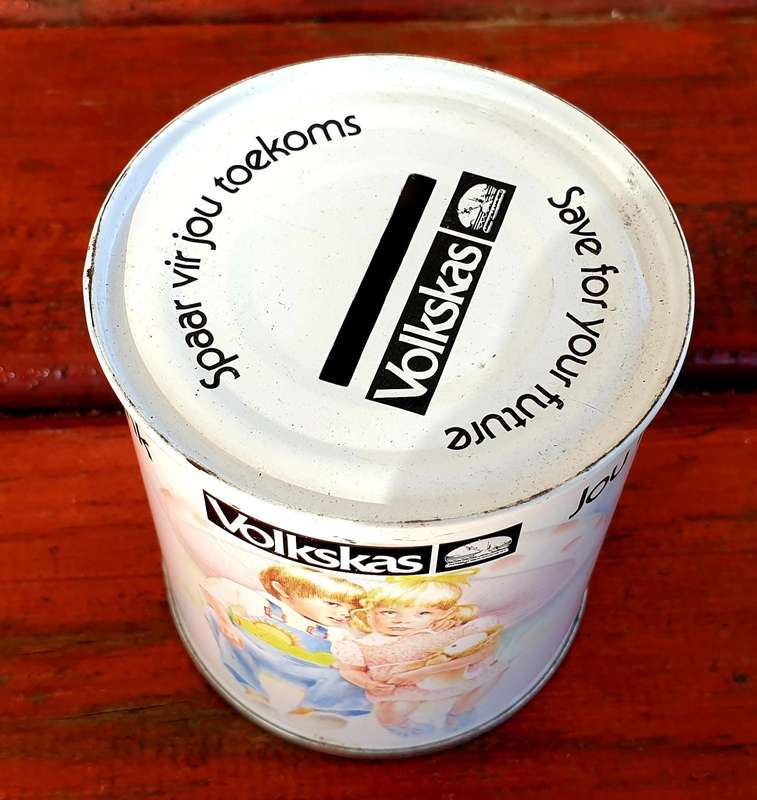 Spaar vir jou toekoms
Volkskas
Save for your future
Volkskas
Jou